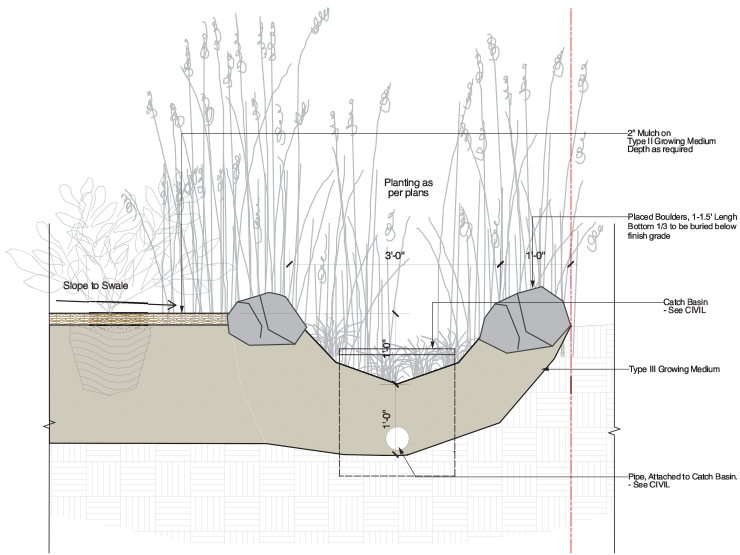 2" Mulch on
Type II Growing Medium
Depth as required
Planting as
per plans
Placed Boulders, 1-1.5' Lengh
Bottom 1/3 to be buried below
finish grade
3'-0"
1'-0"
Slope to Swale
Catch Basin
- See CIVIL
1'-0"
Type III Growing Medium
1'-0"
Pipe, Attached to Catch Basin.
- See CIVIL